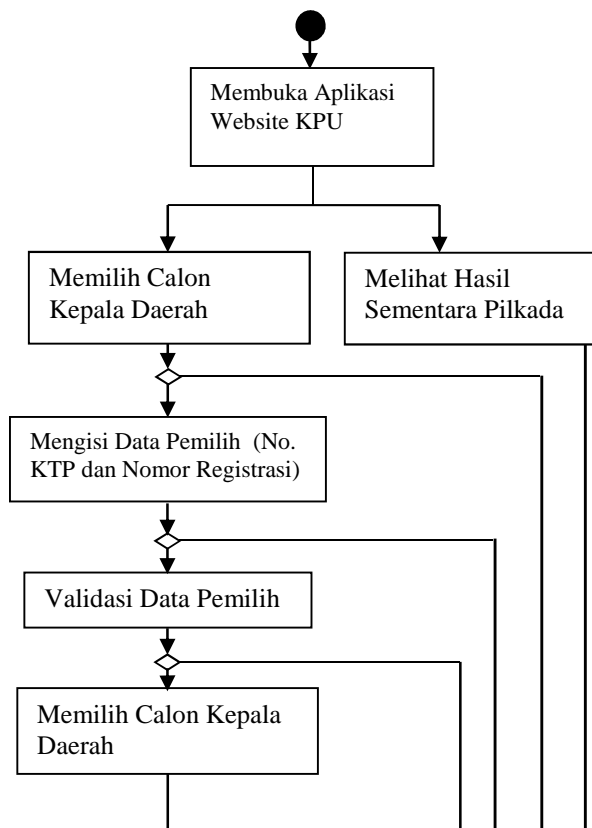 Membuka Aplikasi
Website KPU
Memilih Calon
Kepala Daerah
Melihat Hasil
Sementara Pilkada
Mengisi Data Pemilih (No.
KTP dan Nomor Registrasi)
Validasi Data Pemilih
Memilih Calon Kepala
Daerah